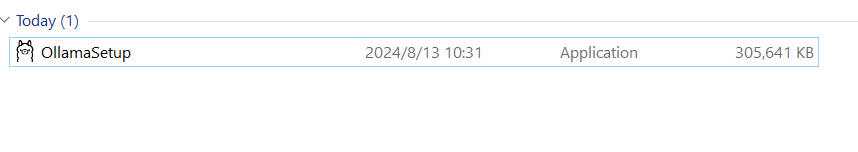 Today (1)
OllamaSetup 2024/8/13 10:31 Application 305,641 KB